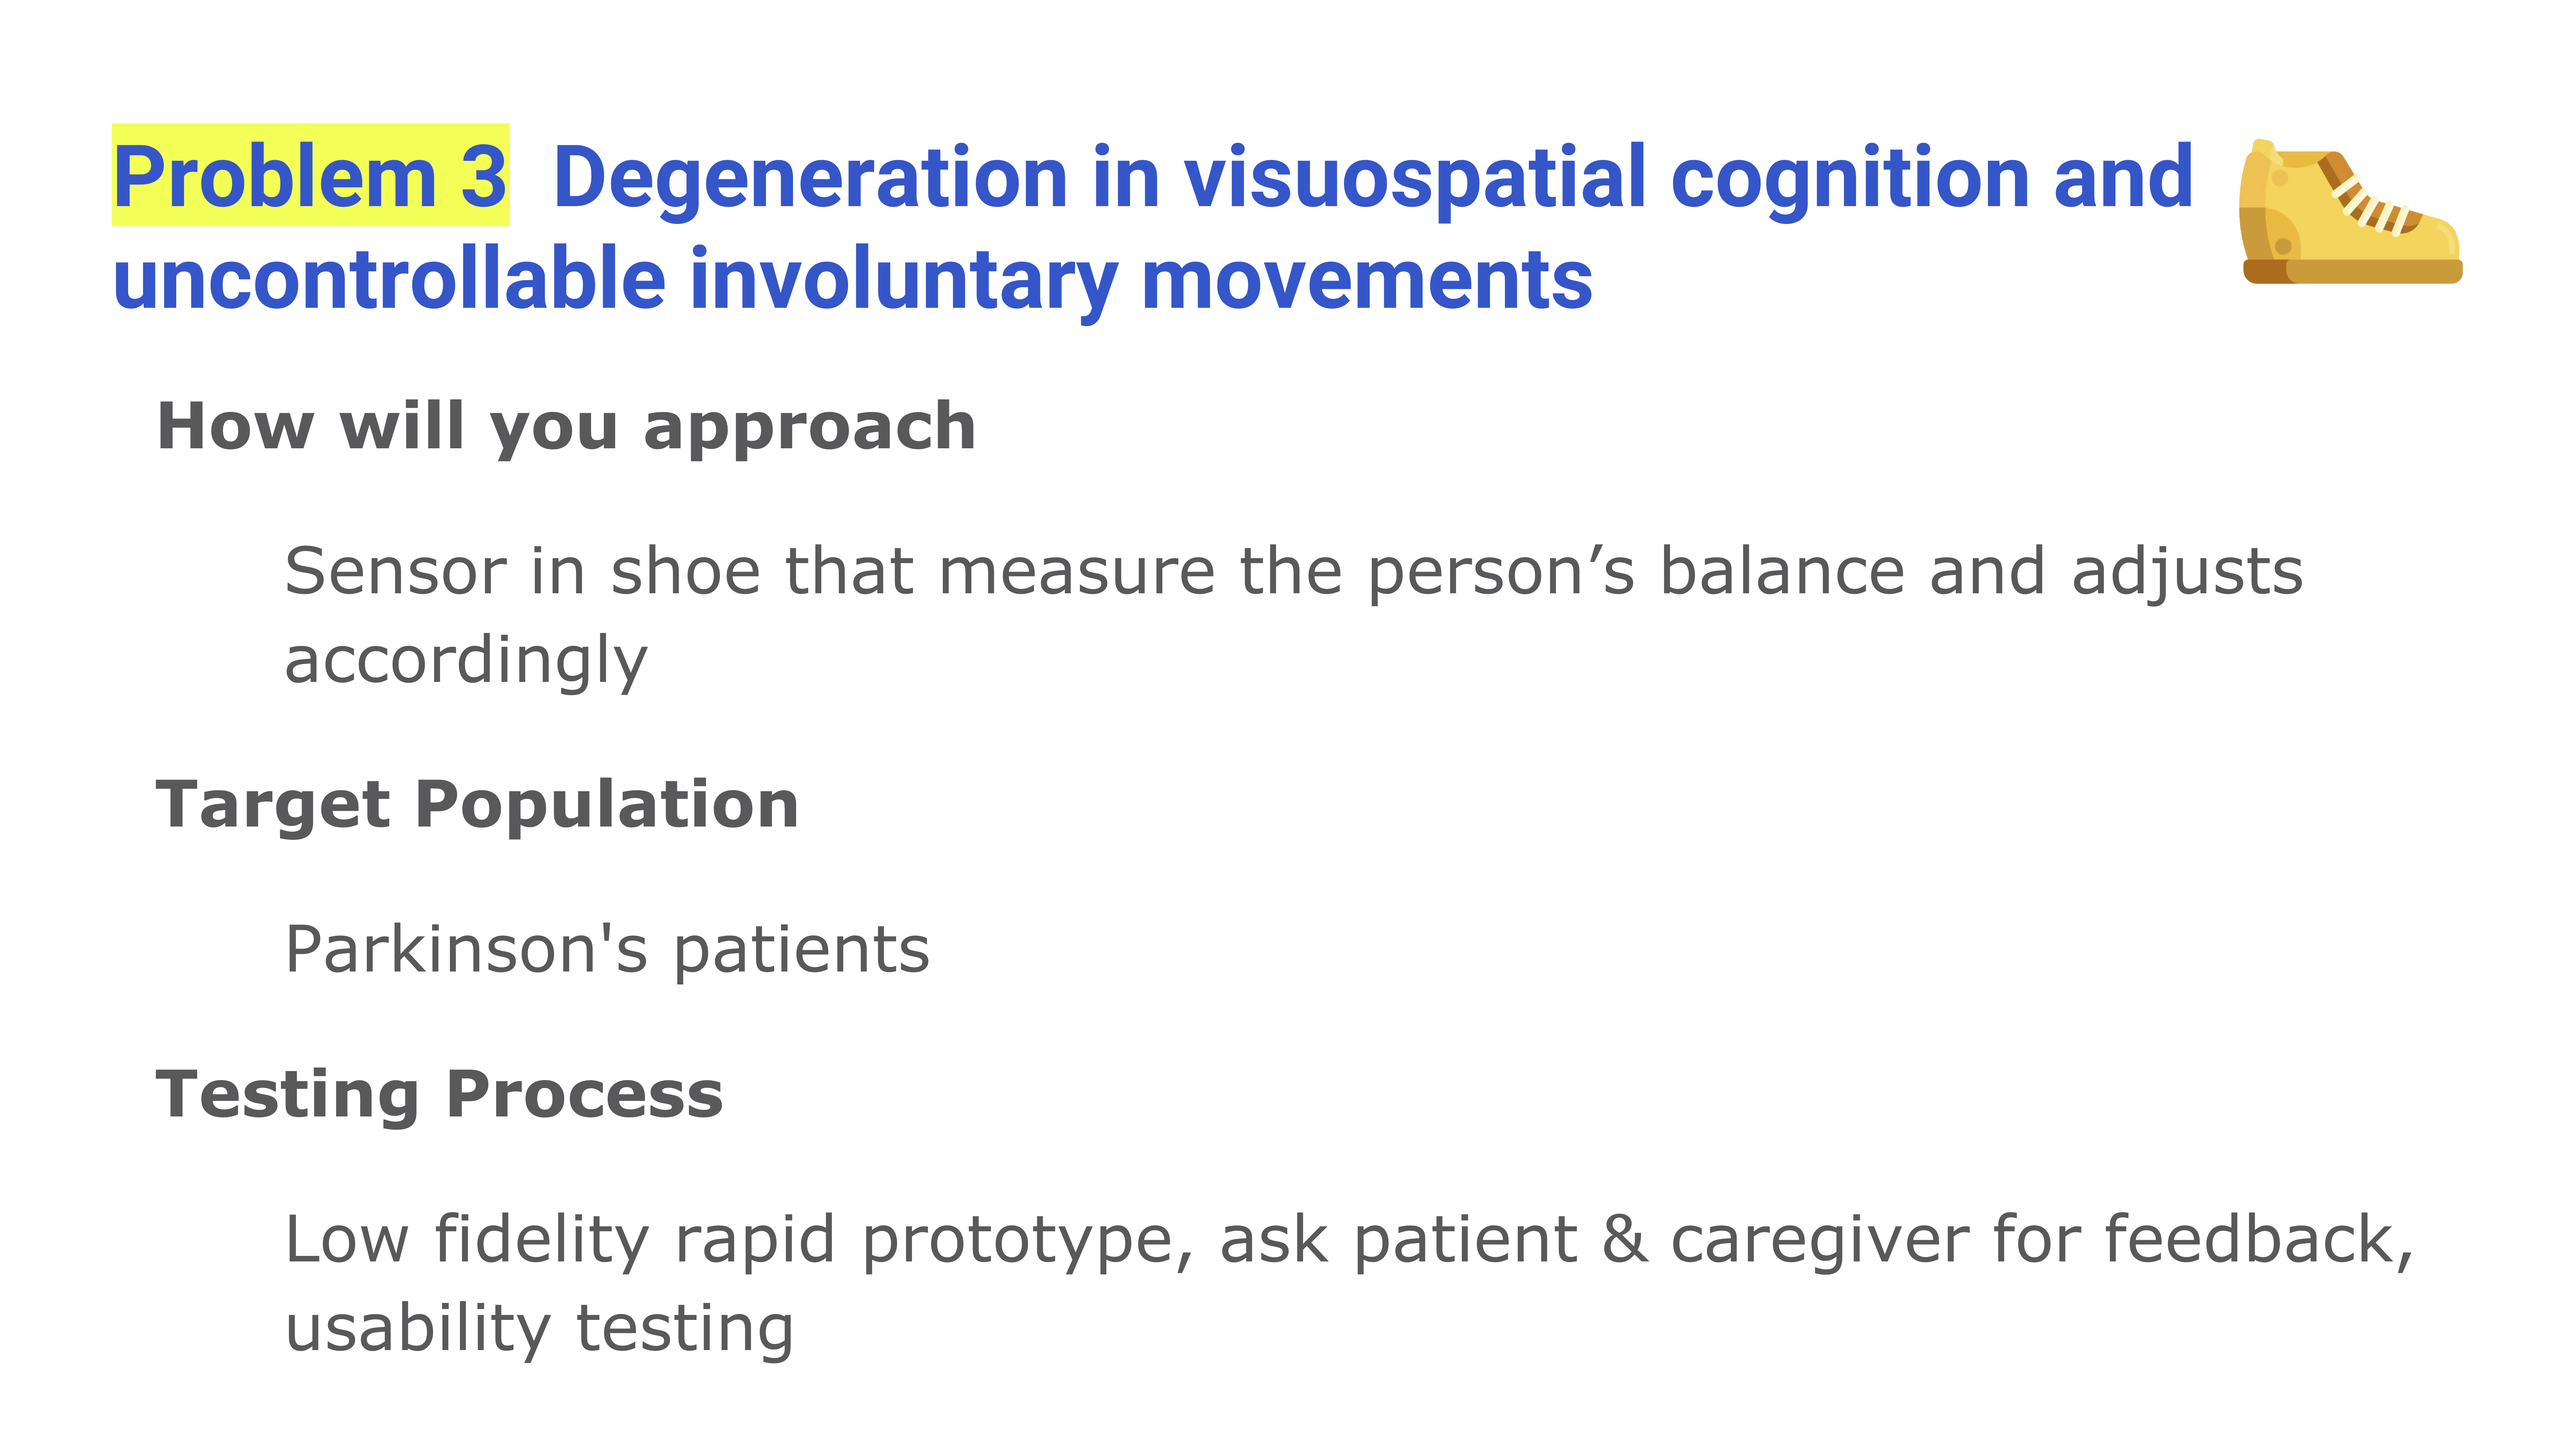 Problem 3  Degeneration in visuospatial cognition and
uncontrollable involuntary movements
How will you approach
Sensor in shoe that measure the person’s balance and adjusts
accordingly
Target Population
Parkinson's patients
Testing Process
Low fidelity rapid prototype, ask patient & caregiver for feedback,
usability testing